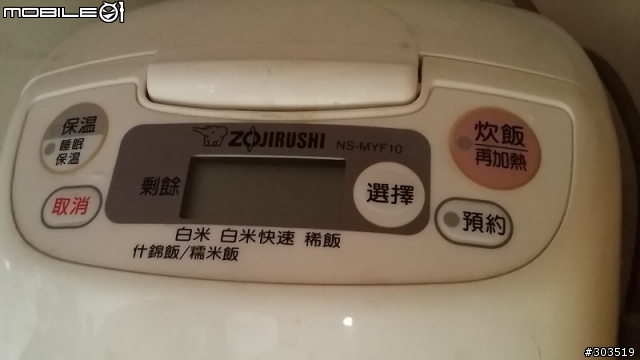 MOBILE01
保温
睡眠
保温
取消
ZOJIRUSHI
NS-MYF10
剩餘
選擇
炊飯
再加熱
預約
白米 白米快速 稀飯
什錦飯/糯米飯
#303519